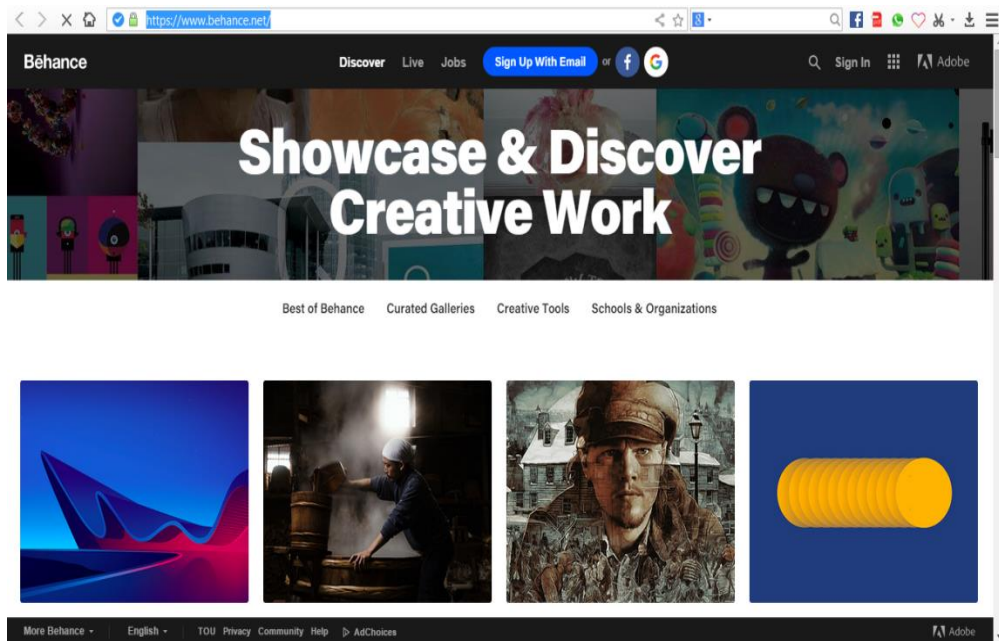 https://www.behance.net/
Bēhance
Discover Live Jobs Sign Up With Email or f G Sign In Adobe
Showcase & Discover
Creative Work
Best of Behance Curated Galleries Creative Tools Schools & Organizations
More Behance English TOU Privacy Community Help AdChoices Adobe